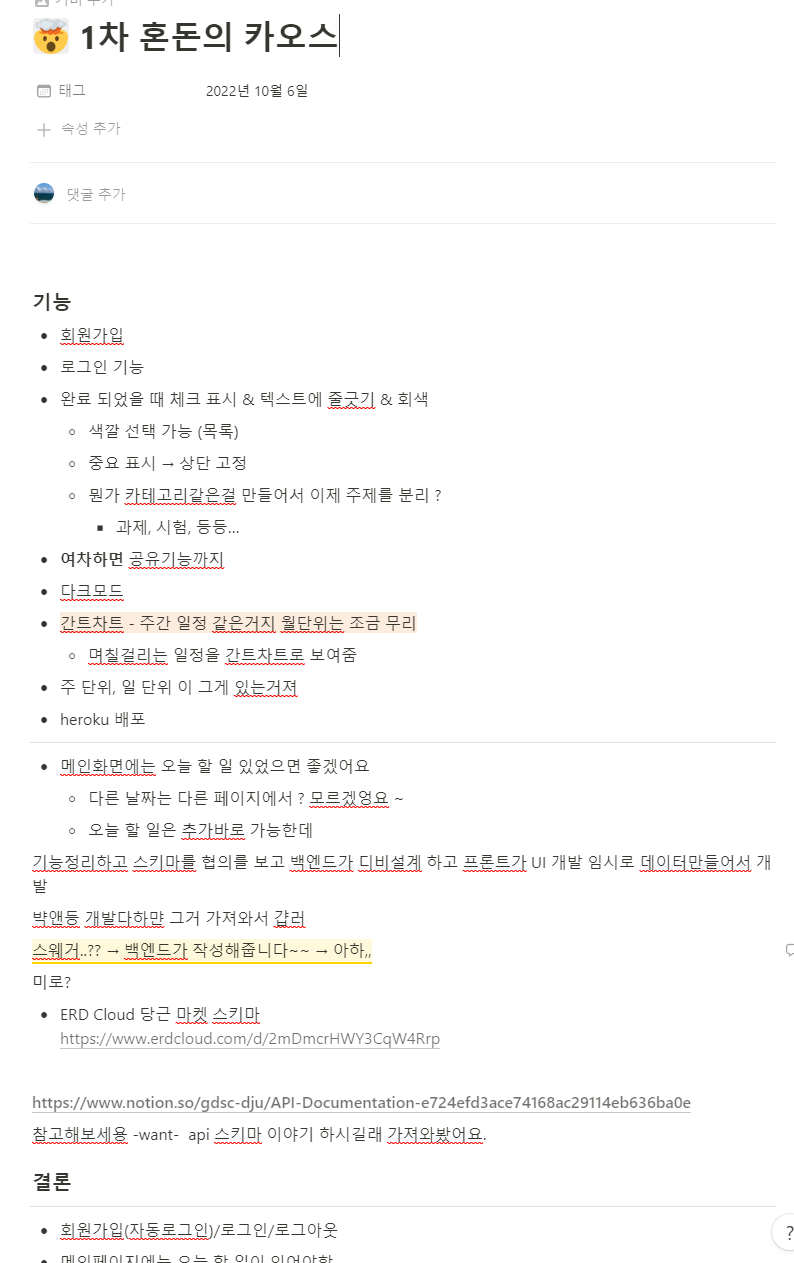 1차 혼돈의 카오스
태그 2022년 10월 6일
속성 추가
댓글 추가
기능
회원가입
로그인 기능
완료 되었을 때 체크 표시 & 텍스트에 줄긋기 & 회색
색깔 선택 가능 (목록)
중요 표시 → 상단 고정
뭔가 카테고리같은걸 만들어서 이제 주제를 분리 ?
과제, 시험, 등등...
여차하면 공유기능까지
다크모드
간트차트 - 주간 일정 같은거지 월단위는 조금 무리
며칠걸리는 일정을 간트차트로 보여줌
주 단위, 일 단위 이 그게 있는거져
heroku 배포
메인화면에는 오늘 할 일 있었으면 좋겠어요
다른 날짜는 다른 페이지에서 ? 모르겠엉요 ~
오늘 할 일은 추가바로 가능한데
기능정리하고 스키마를 협의를 보고 백엔드가 디비설계 하고 프론트가 UI 개발 임시로 데이터만들어서 개
발
뱍앤등 개발다하먄 그거 가져와서 갑러
스웨거..?? → 백엔드가 작성해줍니다~~ → 아하,,
미로?
ERD Cloud 당근 마켓 스키마
https://www.erdcloud.com/d/2mDmcrHWY3CqW4Rrp
https://www.notion.so/gdsc-dju/API-Documentation-e724efd3ace74168ac29114eb636ba0e
참고해보세용 -want- api 스키마 이야기 하시길래 가져와봤어요.
결론
회원가입(자동로그인)/로그인/로그아웃
메인페이지에는 오늘 할 일이 있어야함
?